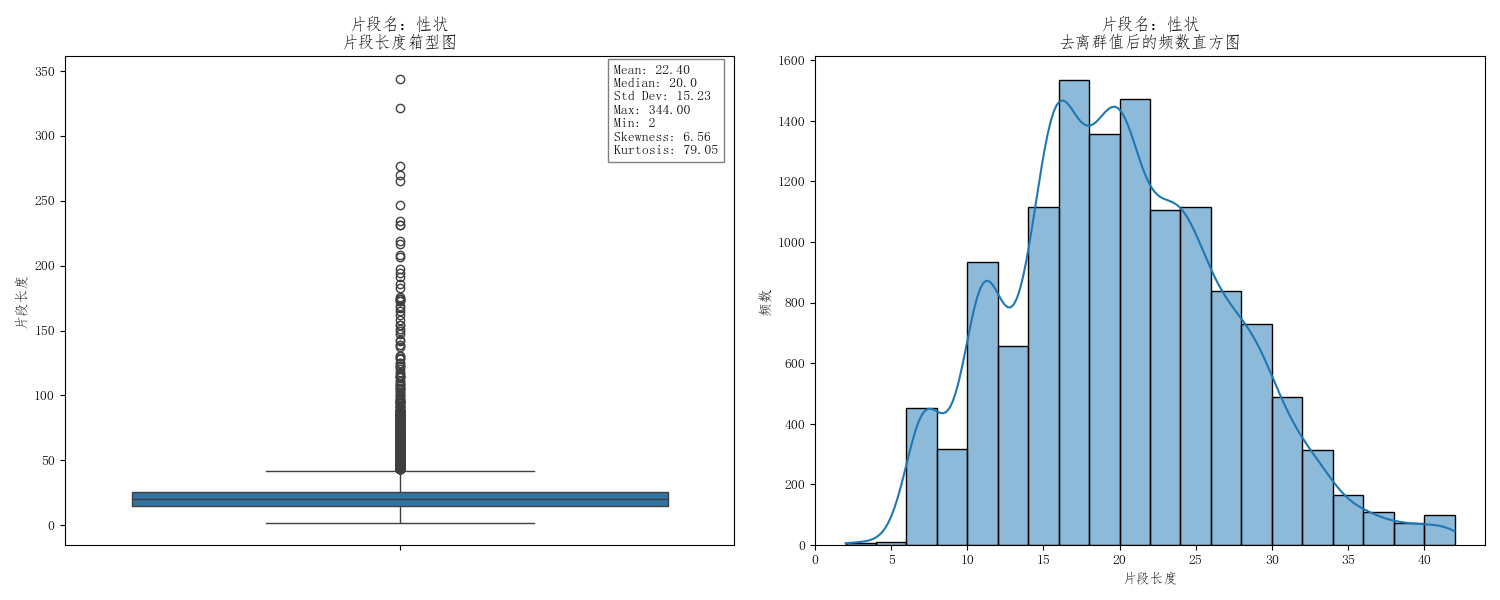 片段名：性状
片段长度箱型图
350
300
250
200
150
100
50
0
片段长度
Mean: 22.40
Median: 20.0
Std Dev: 15.23
Max: 344.00
Min: 2
Skewness: 6.56
Kurtosis: 79.05
片段名：性状
去离群值后的频数直方图
1600
1400
1200
1000
800
600
400
200
0
频数
0 5 10 15 20 25 30 35 40
片段长度